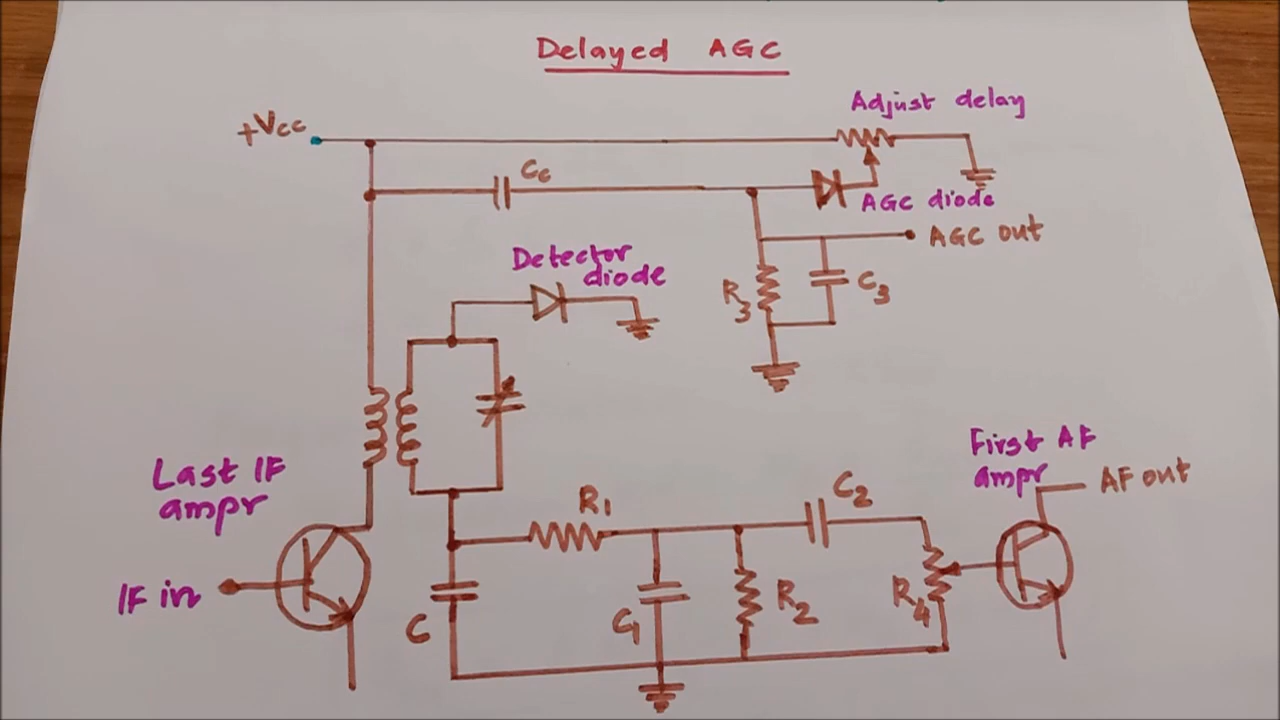 Delayed AGC
Adjust delay
+Vcc
Cc
AGC diode
AGC out
Detector
diode
R3
C3
Last IF
ampr
First AF
ampr
AF out
R1
C2
IF in
C
C1
R2
R4